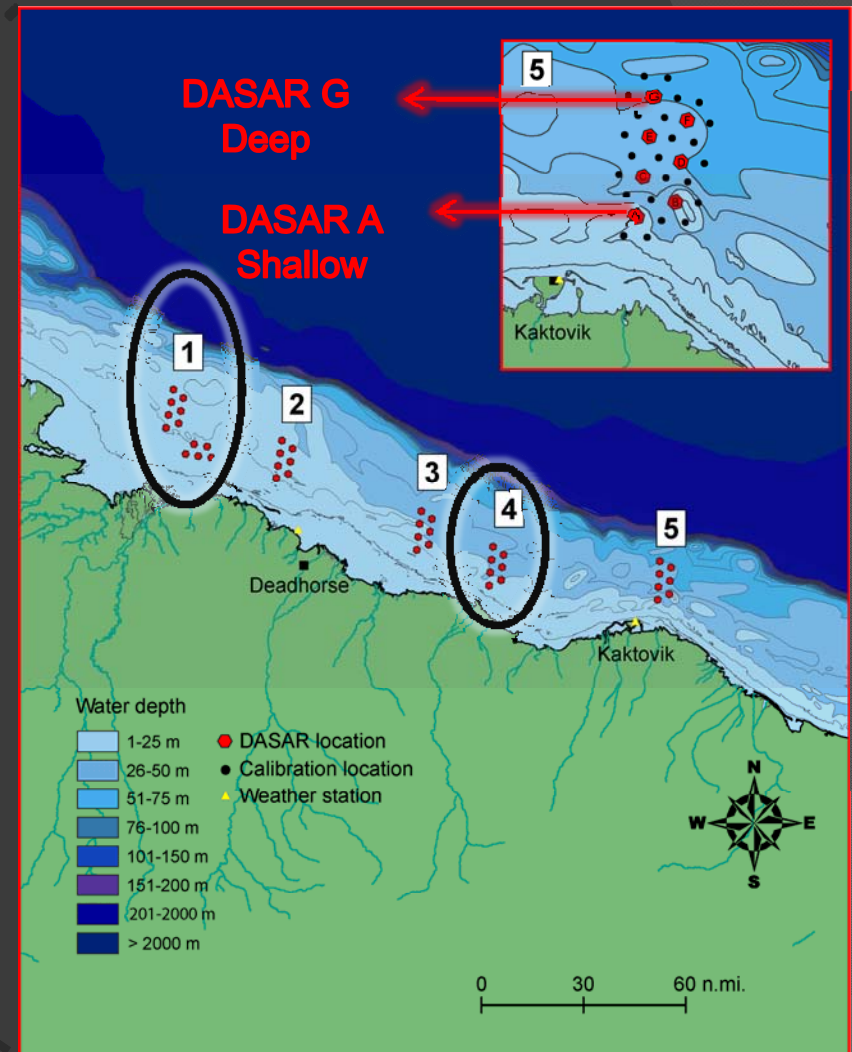 DASAR G
Deep
DASAR A
Shallow
5
G
F
E
D
C
B
A
Kaktovik
1
2
3
4
5
Deadhorse
Kaktovik
Water depth
1-25 m
26-50 m
51-75 m
76-100 m
101-150 m
151-200 m
201-2000 m
> 2000 m
DASAR location
Calibration location
Weather station
N
W E
S
0 30 60 n.mi.